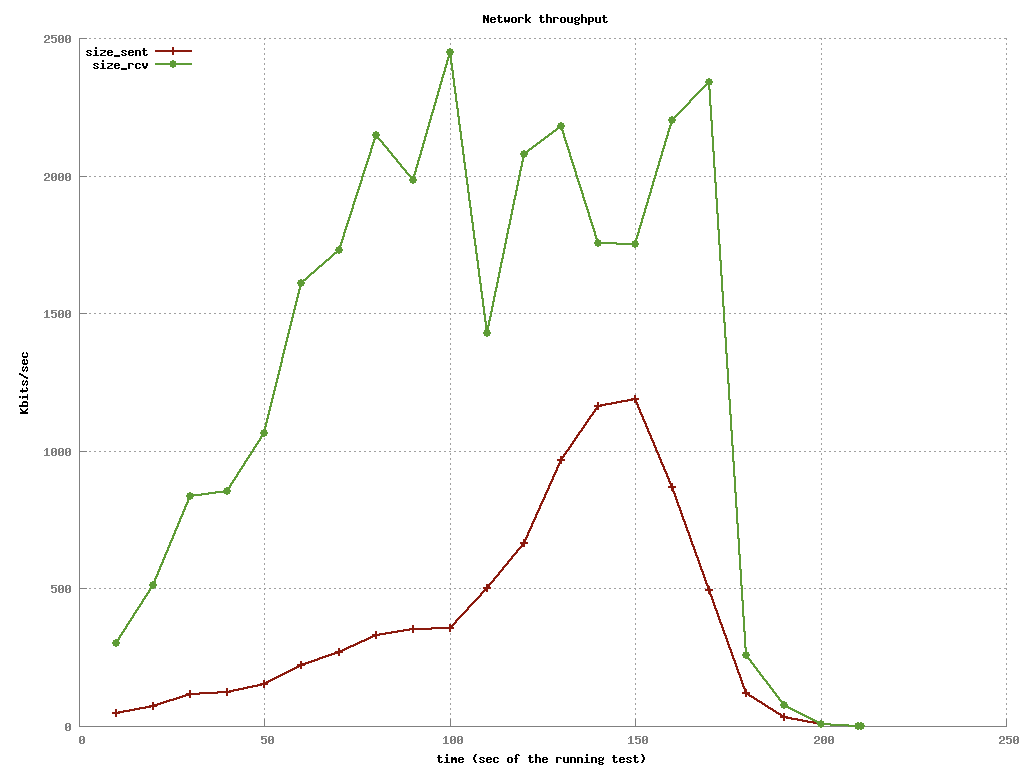 Network throughput
size_sent
size_rcv
2500
2000
1500
1000
500
0
Kbits/sec
0 50 100 150 200 250
time (sec of the running test)